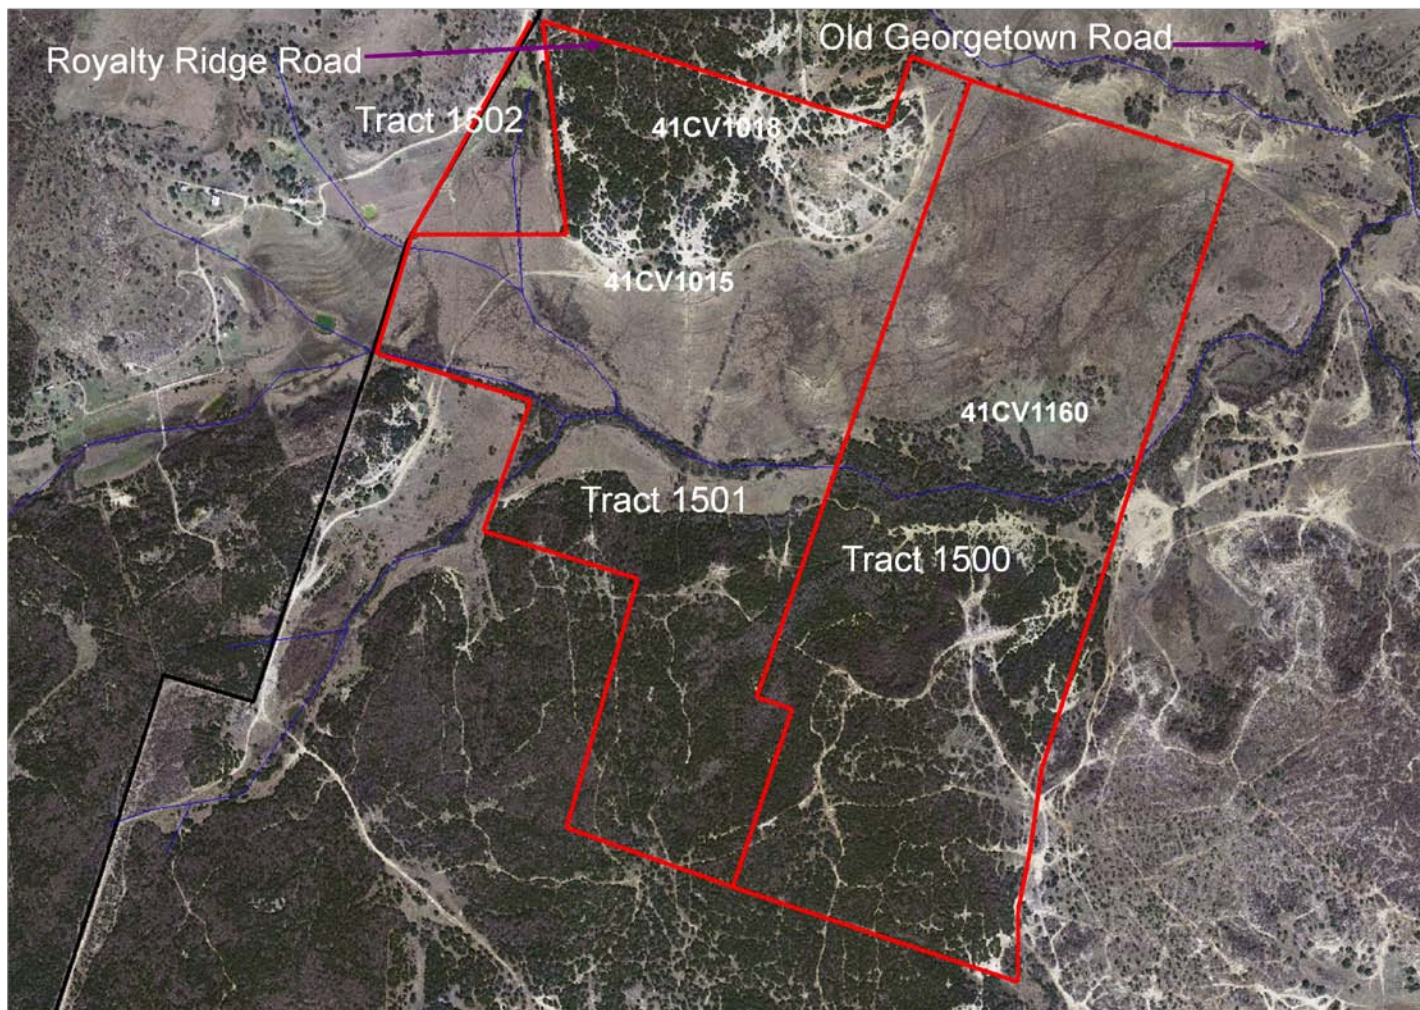 Royalty Ridge Road
Old Georgetown Road
Tract 1502
41CV1018
41CV1015
41CV1160
Tract 1501
Tract 1500